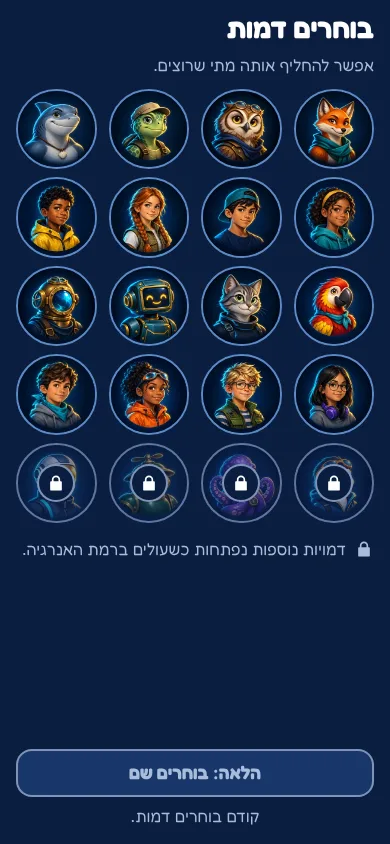 בוחרים דמות
אפשר להחליף אותה מתי שרוצים.
דמויות נוספות נפתחות כשעולים ברמת האנרגיה.
הלאה: בוחרים שם
קודם בוחרים דמות.